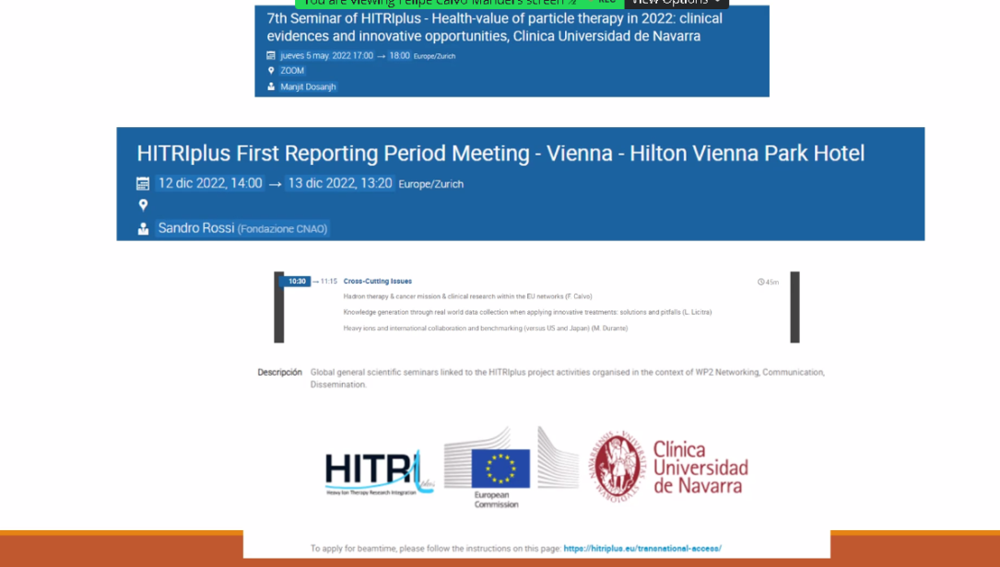 You are viewing Felipe Calvo Manuel's screen
REC
View Options
7th Seminar of HITRIplus - Health-value of particle therapy in 2022: clinical
evidences and innovative opportunities, Clinica Universidad de Navarra
jueves 5 may. 2022 17:00 → 18:00 Europe/Zurich
ZOOM
Manjit Dosanjh
HITRIplus First Reporting Period Meeting - Vienna - Hilton Vienna Park Hotel
12 dic 2022, 14:00 → 13 dic 2022, 13:20 Europe/Zurich
Sandro Rossi (Fondazione CNAO)
10:30 → 11:15 Cross-Cutting Issues 45m
Hadron therapy & cancer mission & clinical research within the EU networks (F. Calvo)
Knowledge generation through real world data collection when applying innovative treatments: solutions and pitfalls (L. Licitra)
Heavy ions and international collaboration and benchmarking (versus US and Japan) (M. Durante)
Descripción Global general scientific seminars linked to the HITRIplus project activities organised in the context of WP2 Networking, Communication,
Dissemination.
HITRI plus
Heavy Ion Therapy Research Integration
European
Commission
Clínica
Universidad
de Navarra
To apply for beamtime, please follow the instructions on this page: https://hitriplus.eu/transnational-access/